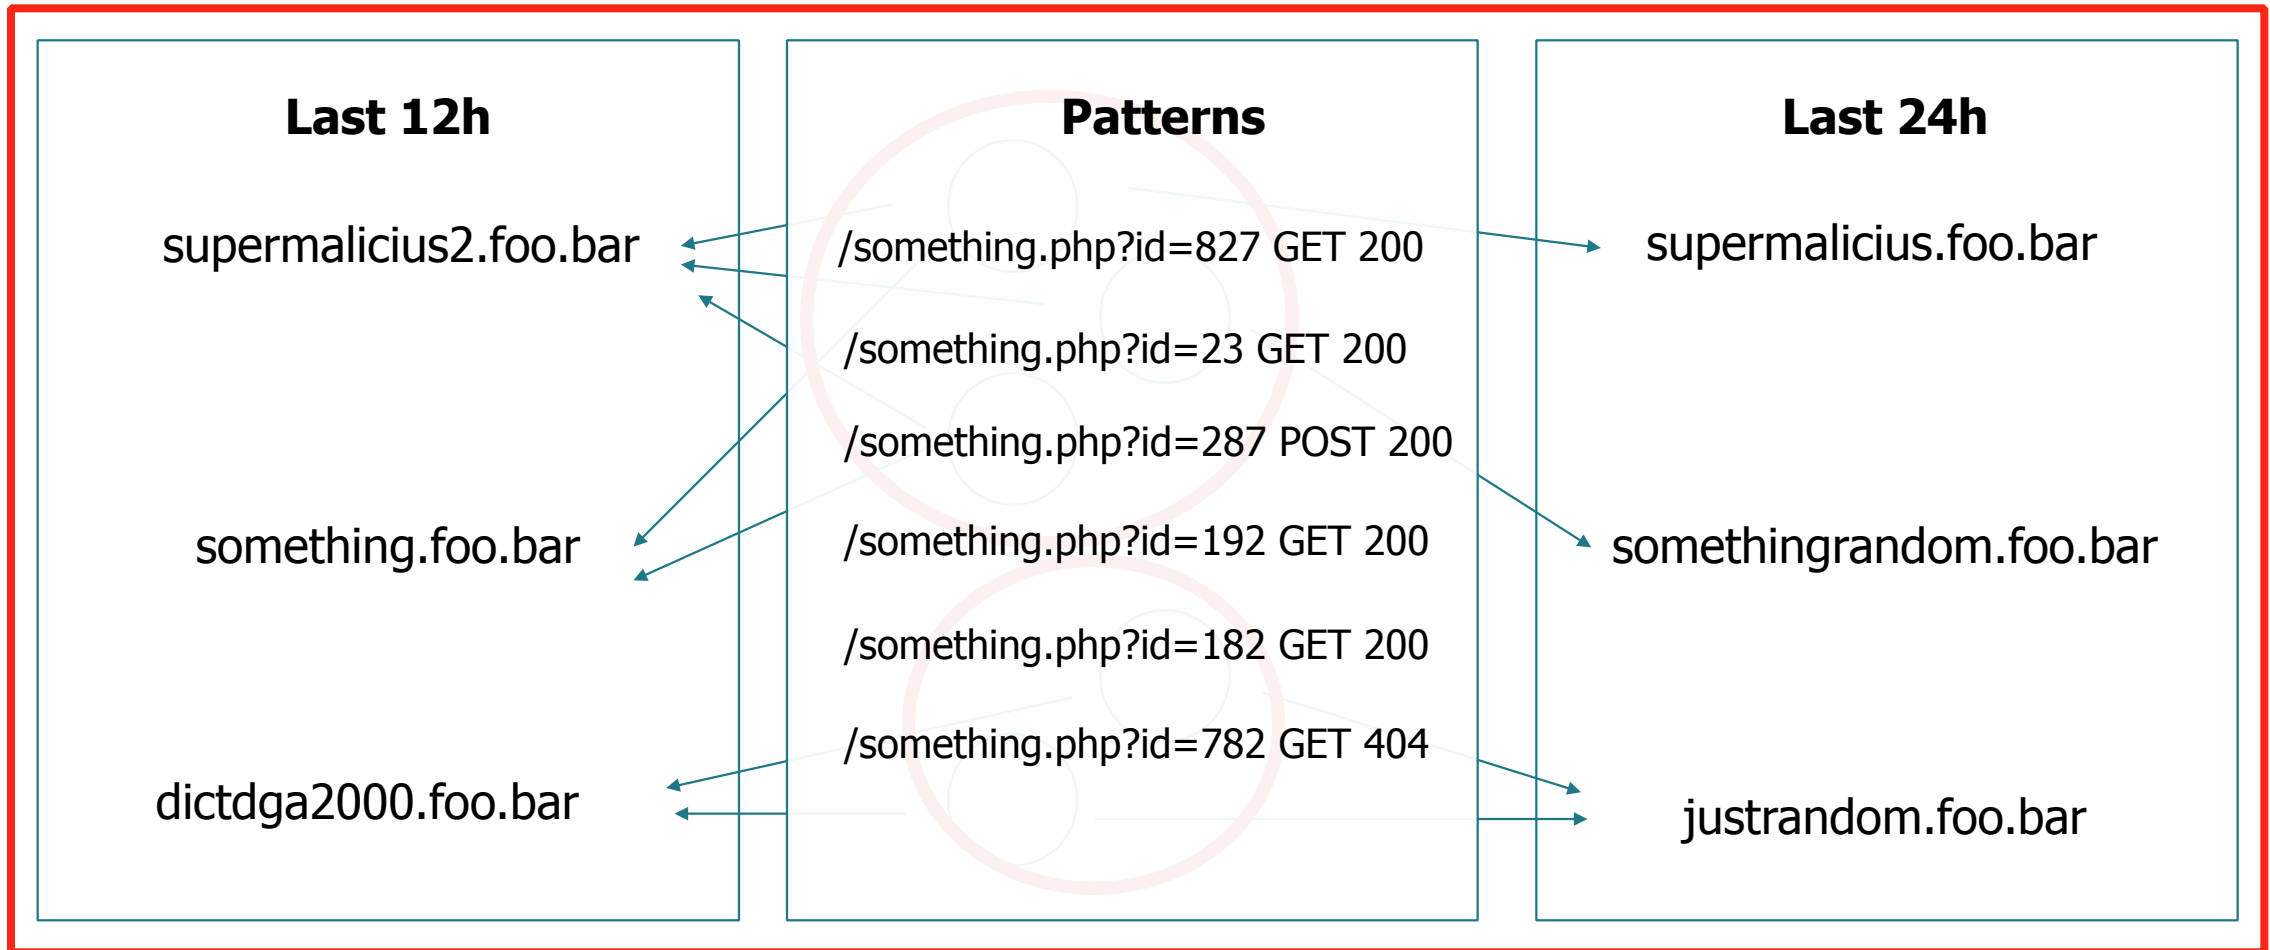 Last 12h
supermalicius2.foo.bar
something.foo.bar
dictdga2000.foo.bar
Patterns
/something.php?id=827 GET 200
/something.php?id=23 GET 200
/something.php?id=287 POST 200
/something.php?id=192 GET 200
/something.php?id=182 GET 200
/something.php?id=782 GET 404
Last 24h
supermalicius.foo.bar
somethingrandom.foo.bar
justrandom.foo.bar